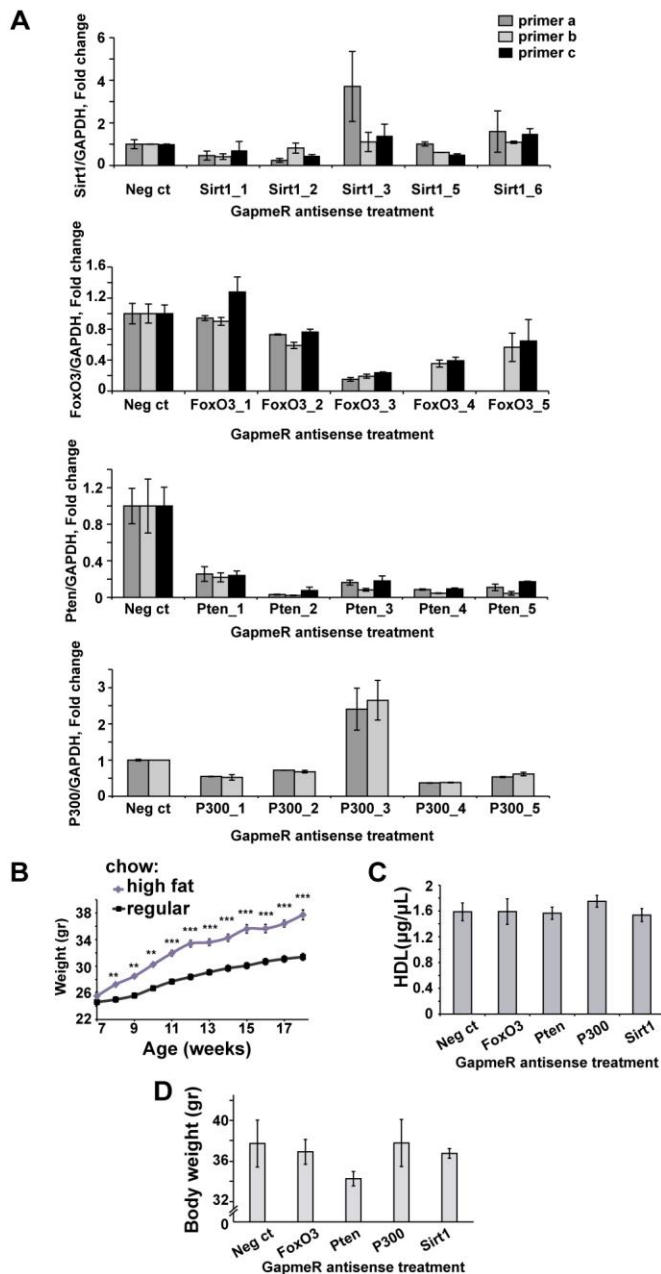 A
primer a
primer b
primer c
Sirt1/GAPDH, Fold change
6
4
2
0
Neg ct Sirt1_1 Sirt1_2 Sirt1_3 Sirt1_5 Sirt1_6
GapmeR antisense treatment
FoxO3/GAPDH, Fold change
1.6
1.2
0.8
0.4
0
Neg ct FoxO3_1 FoxO3_2 FoxO3_3 FoxO3_4 FoxO3_5
GapmeR antisense treatment
Pten/GAPDH, Fold change
1.2
0.8
0.4
0
Neg ct Pten_1 Pten_2 Pten_3 Pten_4 Pten_5
GapmeR antisense treatment
P300/GAPDH, Fold change
3
2
1
0
Neg ct P300_1 P300_2 P300_3 P300_4 P300_5
GapmeR antisense treatment
B
chow:
high fat
regular
Weight (gr)
38
34
30
26
22
** ** ** *** *** *** *** *** *** *** ***
7 9 11 13 15 17
Age (weeks)
C
HDL(µg/µL)
2
1.6
1.2
0.8
0.4
0
Neg ct FoxO3 Pten P300 Sirt1
GapmeR antisense treatment
D
Body weight (gr)
40
36
32
0
Neg ct FoxO3 Pten P300 Sirt1
GapmeR antisense treatment